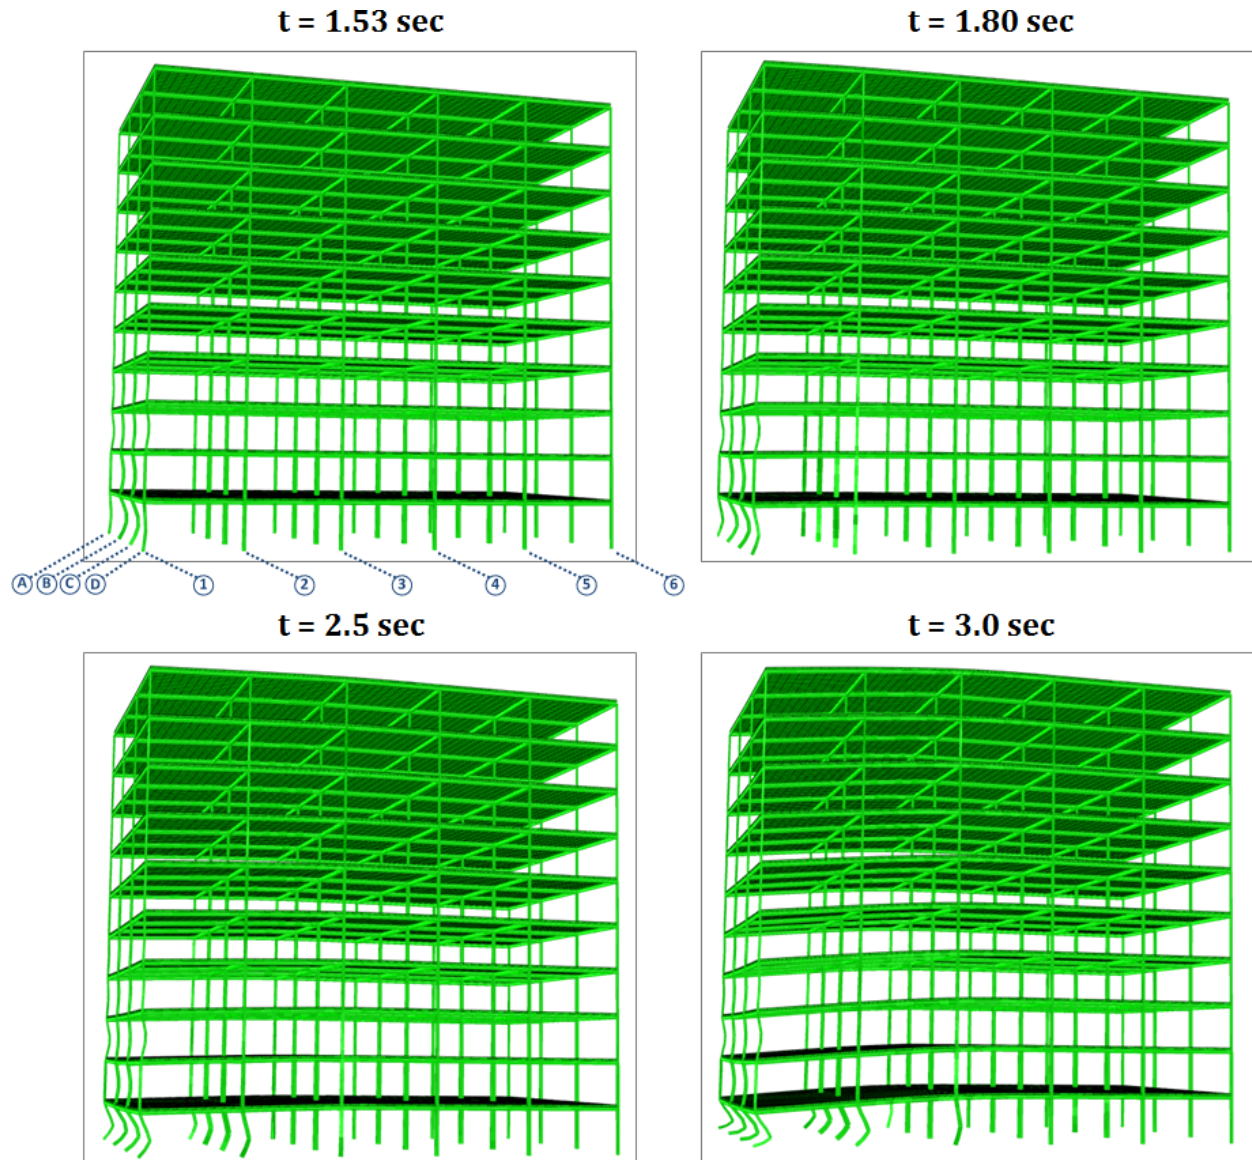 t = 1.53 sec
t = 1.80 sec
A B C D 1 2 3 4 5 6
t = 2.5 sec
t = 3.0 sec